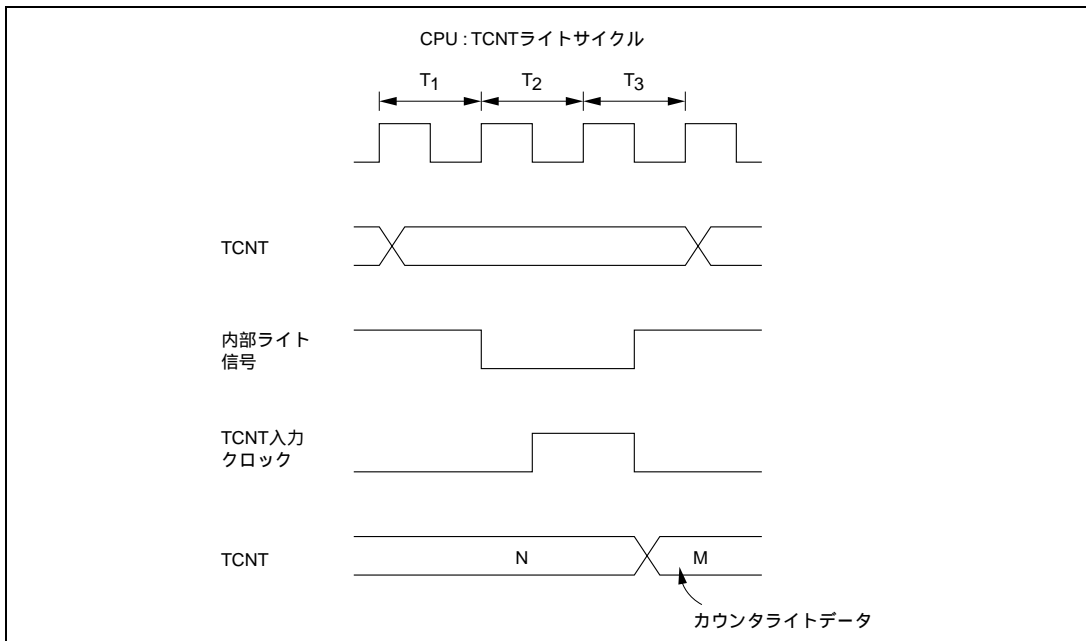 CPU : TCNTライトサイクル
T1 T2 T3
TCNT
内部ライト
信号
TCNT入力
クロック
TCNT N M
カウンタライトデータ